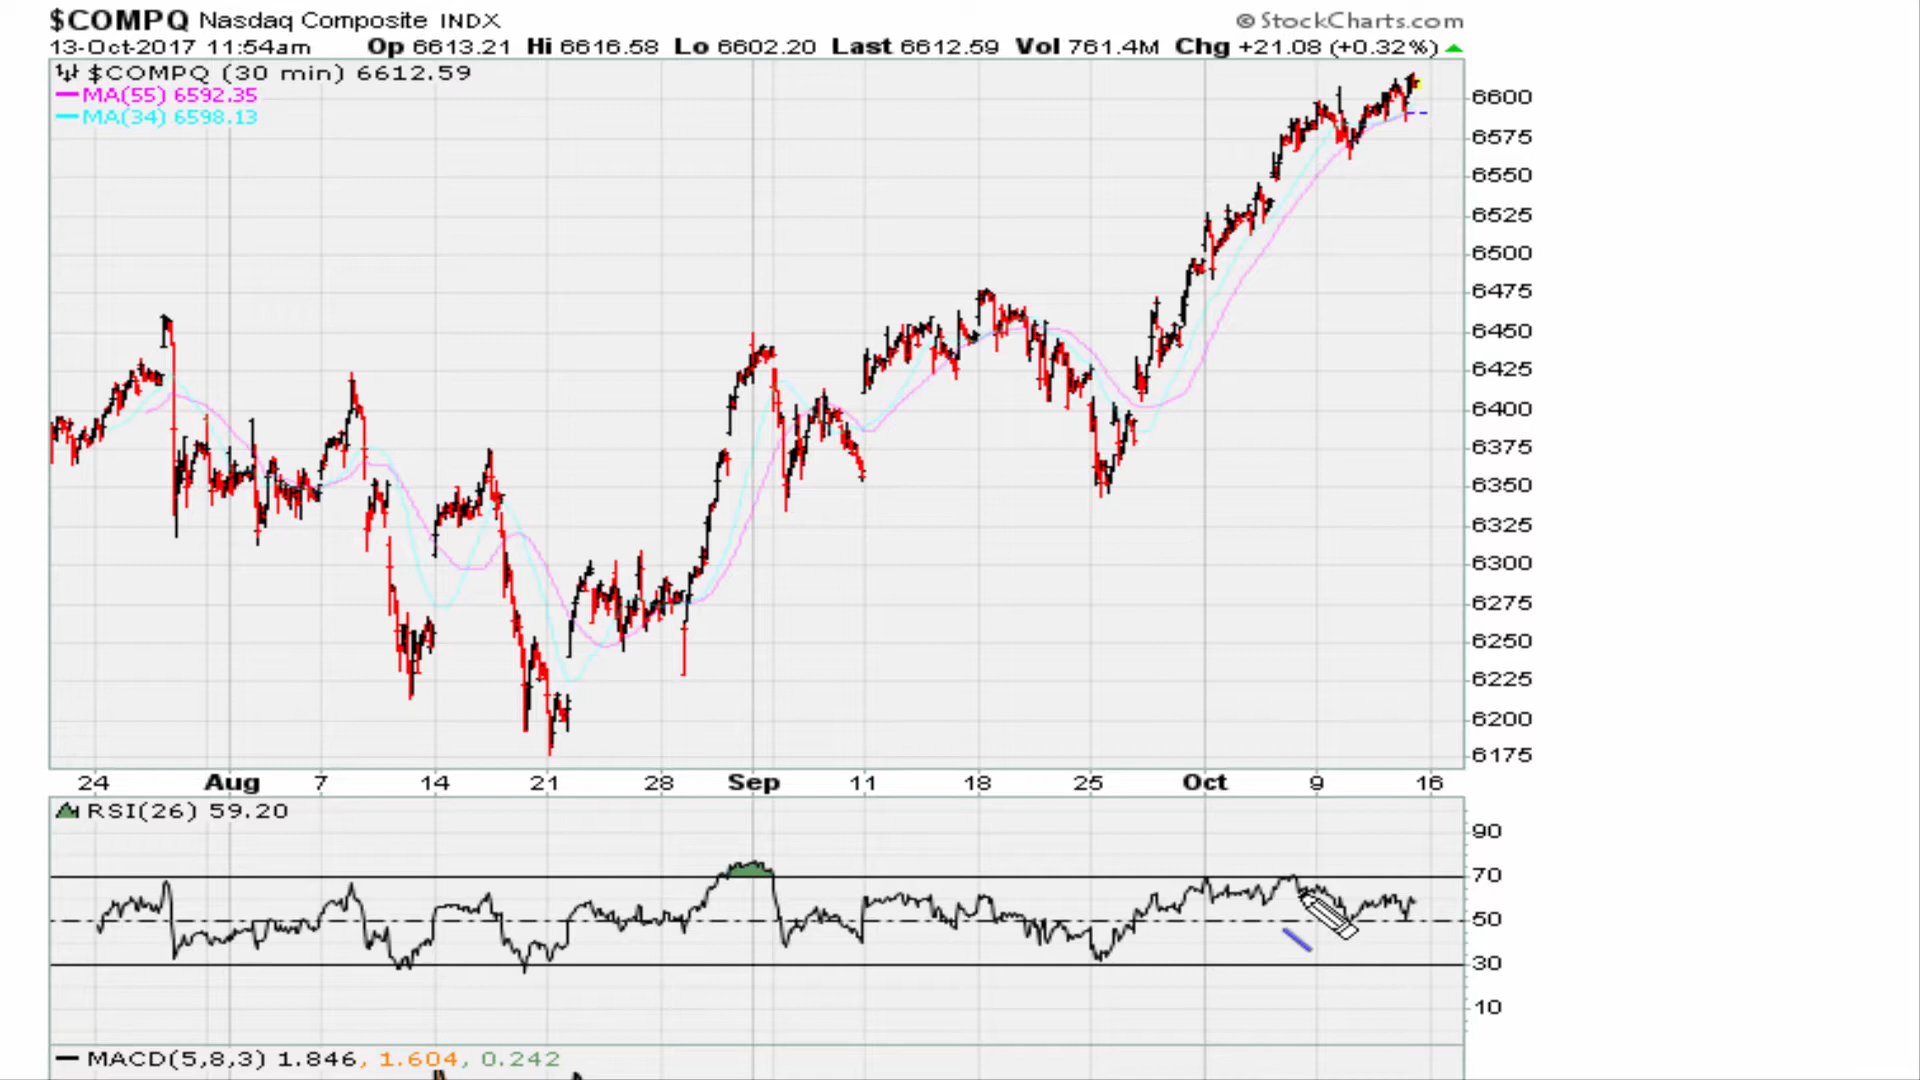 $COMPQ Nasdaq Composite INDX © StockCharts.com
13-Oct-2017 11:54am Op 6613.21 Hi 6616.58 Lo 6602.20 Last 6612.59 Vol 761.4M Chg +21.08 (+0.32%)
$COMPQ (30 min) 6612.59
MA(55) 6592.35
MA(34) 6598.13
6600
6575
6550
6525
6500
6475
6450
6425
6400
6375
6350
6325
6300
6275
6250
6225
6200
6175
24 Aug 7 14 21 28 Sep 11 18 25 Oct 9 16
RSI(26) 59.20
90
70
50
30
10
MACD(5,8,3) 1.846, 1.604, 0.242